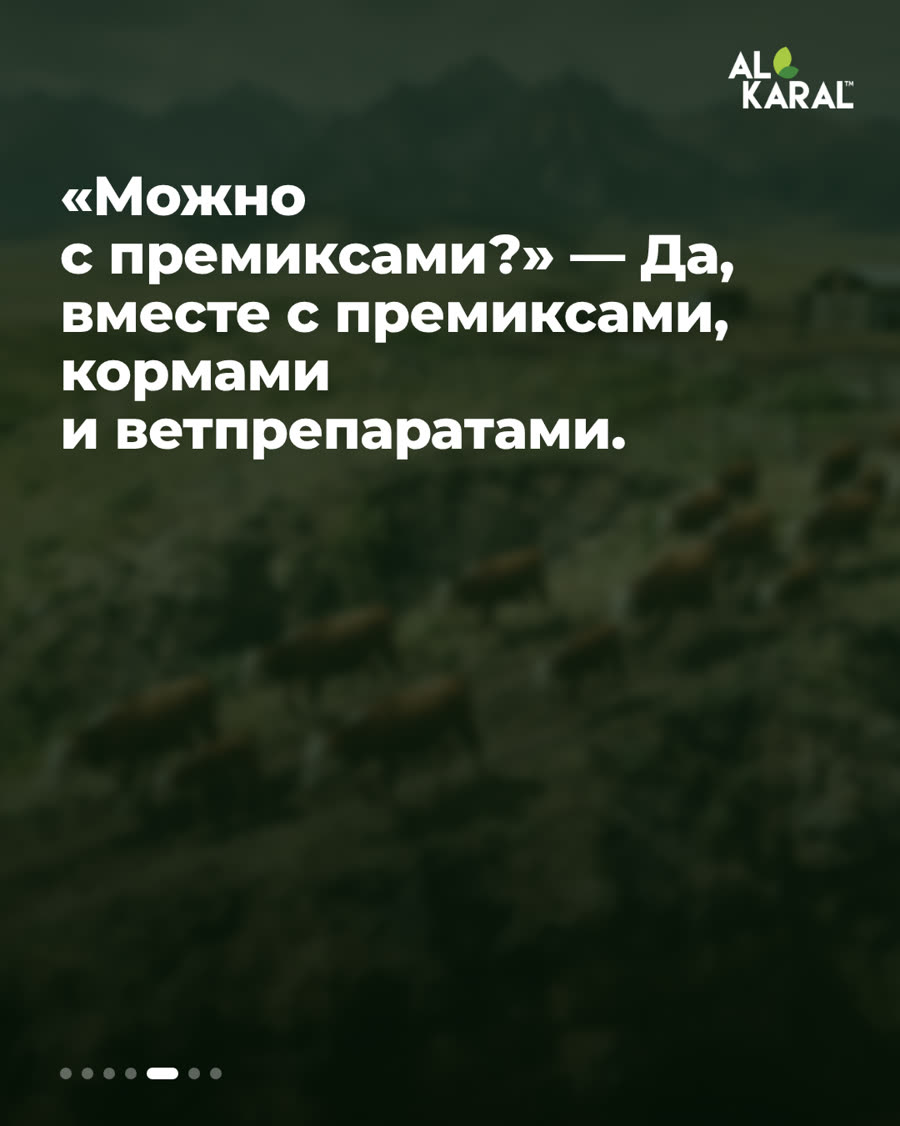 AL
KARAL™
«Можно
с премиксами?» — Да,
вместе с премиксами,
кормами
и ветпрепаратами.